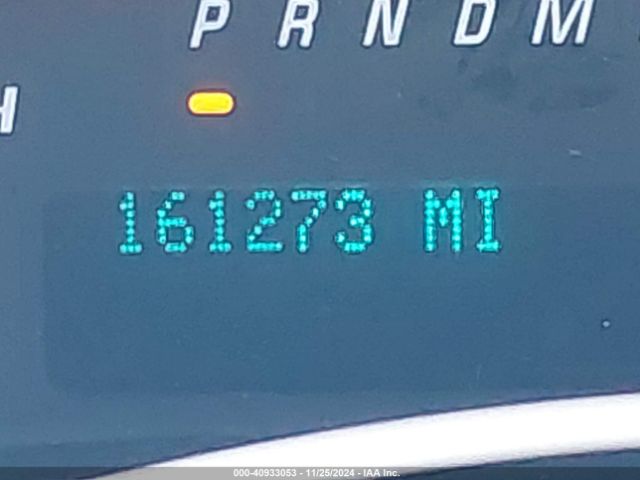 P R N D M
H
161273 MI
000-40933053 - 11/25/2024 - IAA Inc.